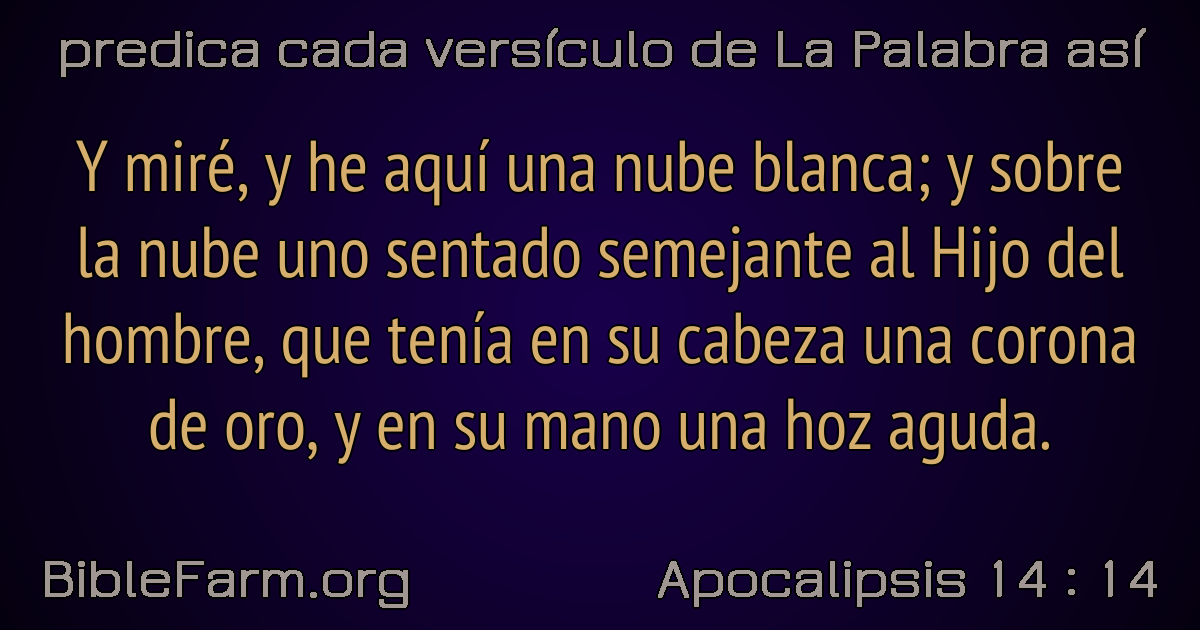 predica cada versículo de La Palabra así
Y miré, y he aquí una nube blanca; y sobre
la nube uno sentado semejante al Hijo del
hombre, que tenía en su cabeza una corona
de oro, y en su mano una hoz aguda.
BibleFarm.org
Apocalipsis 14 : 14